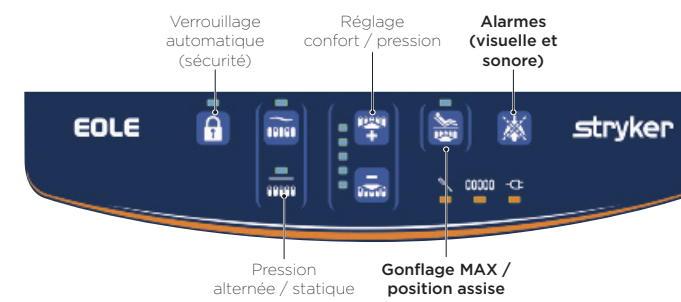 Verrouillage
automatique
(sécurité)
Réglage
confort / pression
Alarmes
(visuelle et
sonore)
EOLE
stryker
Pression
alternée / statique
Gonflage MAX /
position assise